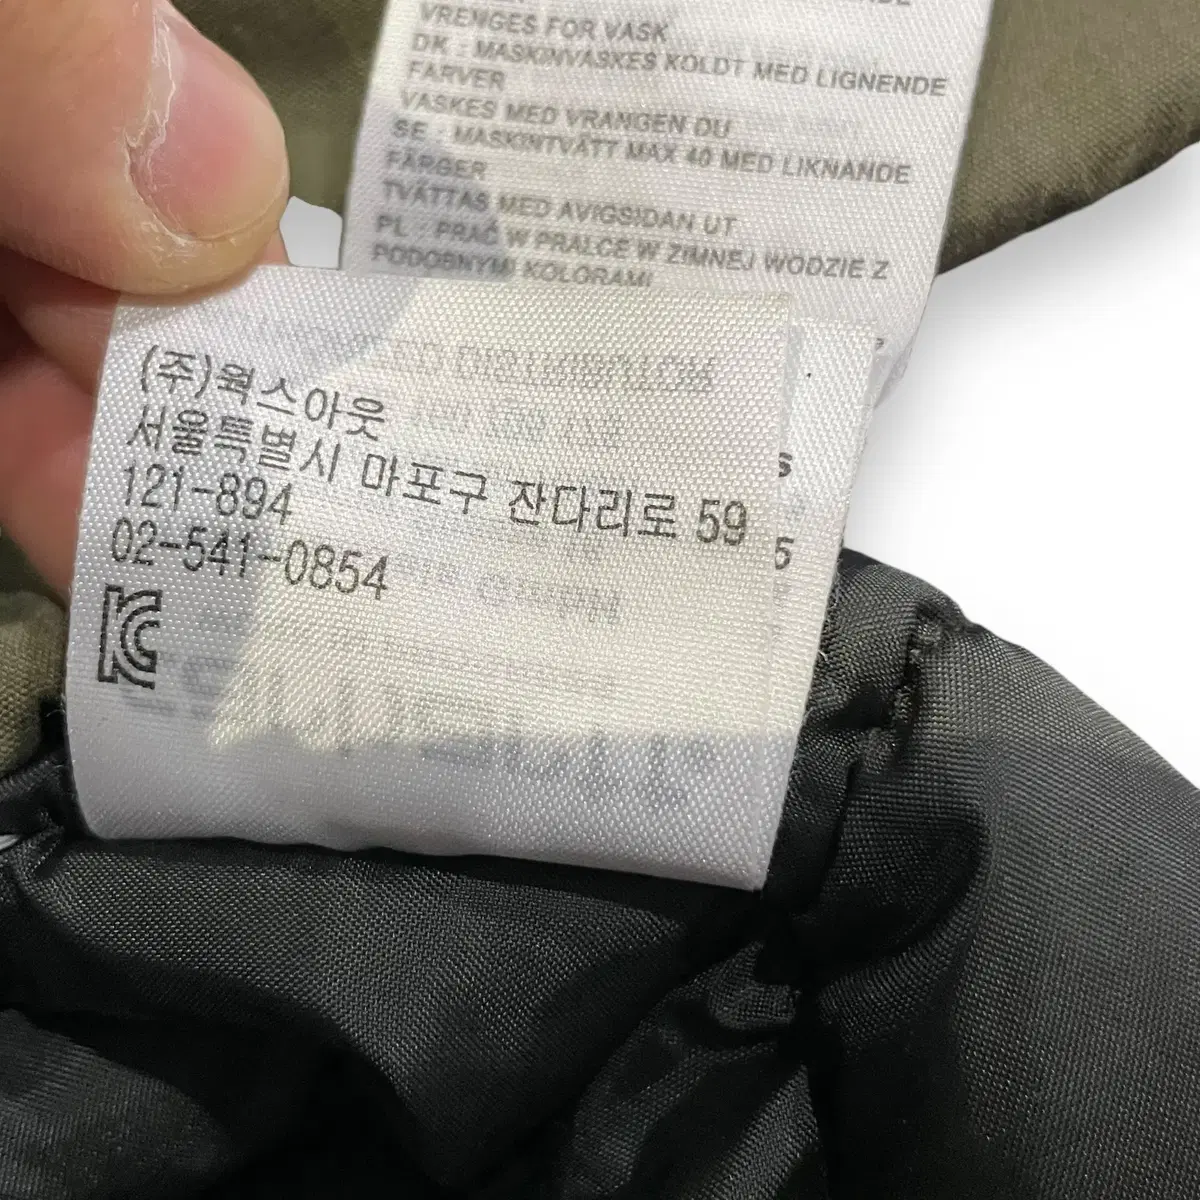 VRENGES FOR VASK
DK : MASKINVASKES KOLDT MED LIGNENDE
FARVER
VASKES MED VRANGEN DU
SE : MASKINTVÄTT MAX 40 MED LIKNANDE
FÄRGER
TVÄTTAS MED AVIGSIDAN UT
PL : PRAĆ W PRALCE W ZIMNEJ WODZIE Z
PODOBNYMI KOLORAMI
(주)웍스아웃
서울특별시 마포구 잔다리로 59
121-894
02-541-0854